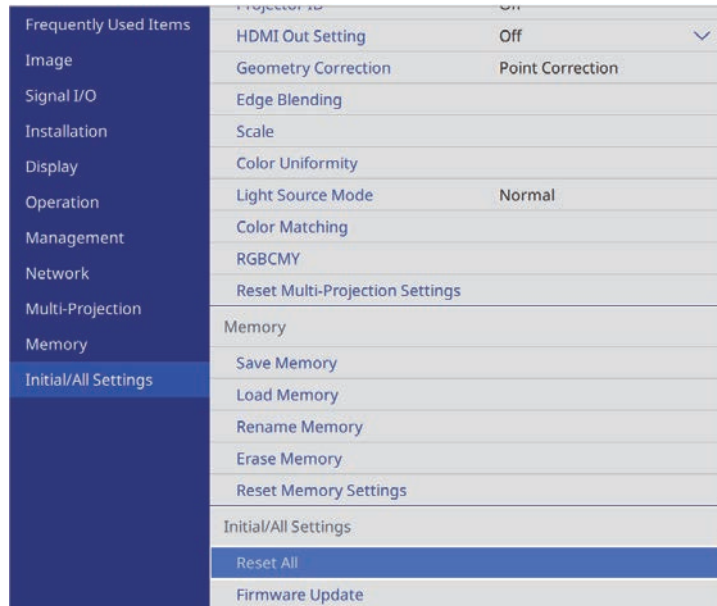 Frequently Used Items
Image
Signal I/O
Installation
Display
Operation
Management
Network
Multi-Projection
Memory
Initial/All Settings
Projector ID Off
HDMI Out Setting Off
Geometry Correction Point Correction
Edge Blending
Scale
Color Uniformity
Light Source Mode Normal
Color Matching
RGBCMY
Reset Multi-Projection Settings
Memory
Save Memory
Load Memory
Rename Memory
Erase Memory
Reset Memory Settings
Initial/All Settings
Reset All
Firmware Update